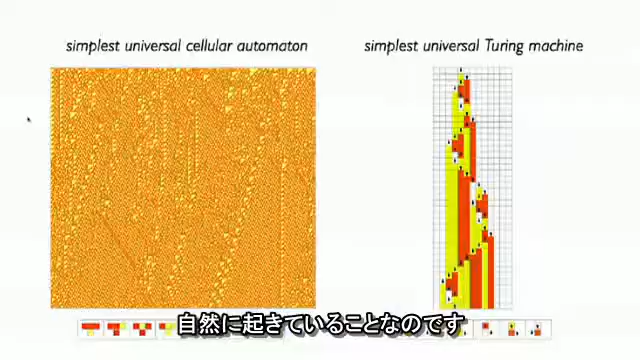 simplest universal cellular automaton
simplest universal Turing machine
自然に起きていることなのです